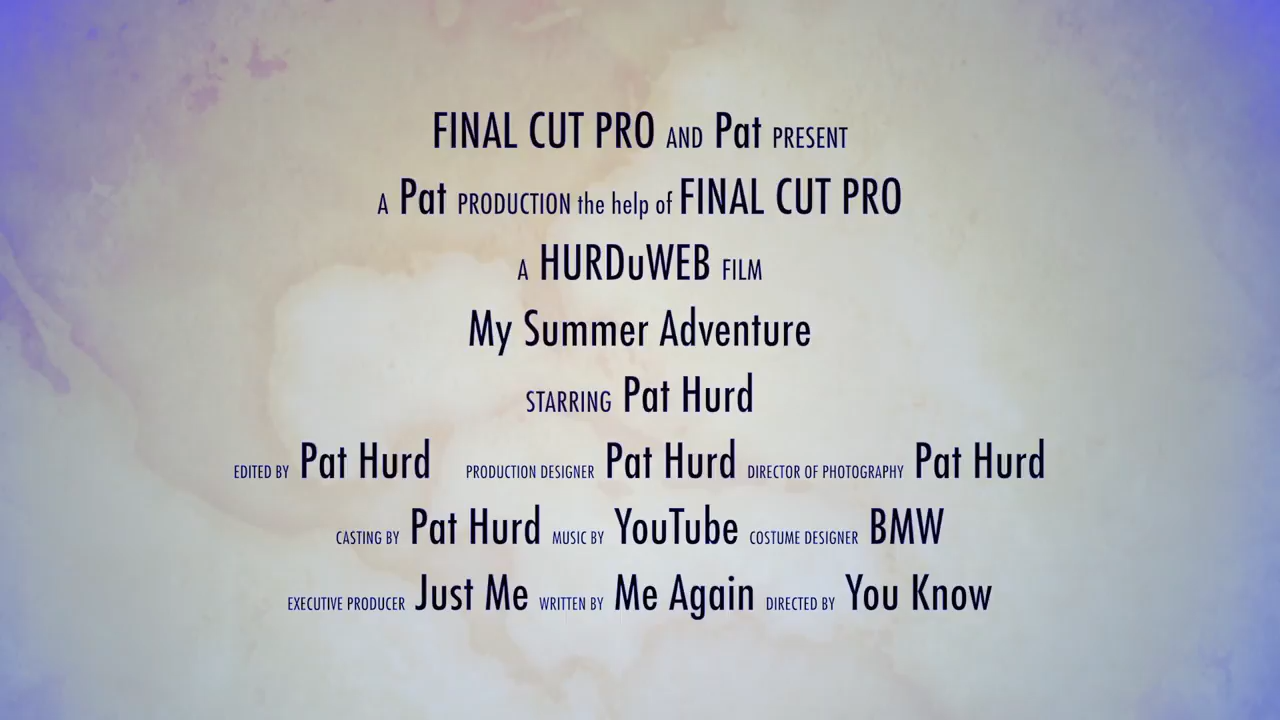 FINAL CUT PRO AND Pat PRESENT
A Pat PRODUCTION the help of FINAL CUT PRO
A HURDuWEB FILM
My Summer Adventure
STARRING Pat Hurd
EDITED BY Pat Hurd PRODUCTION DESIGNER Pat Hurd DIRECTOR OF PHOTOGRAPHY Pat Hurd
CASTING BY Pat Hurd MUSIC BY YouTube COSTUME DESIGNER BMW
EXECUTIVE PRODUCER Just Me WRITTEN BY Me Again DIRECTED BY You Know